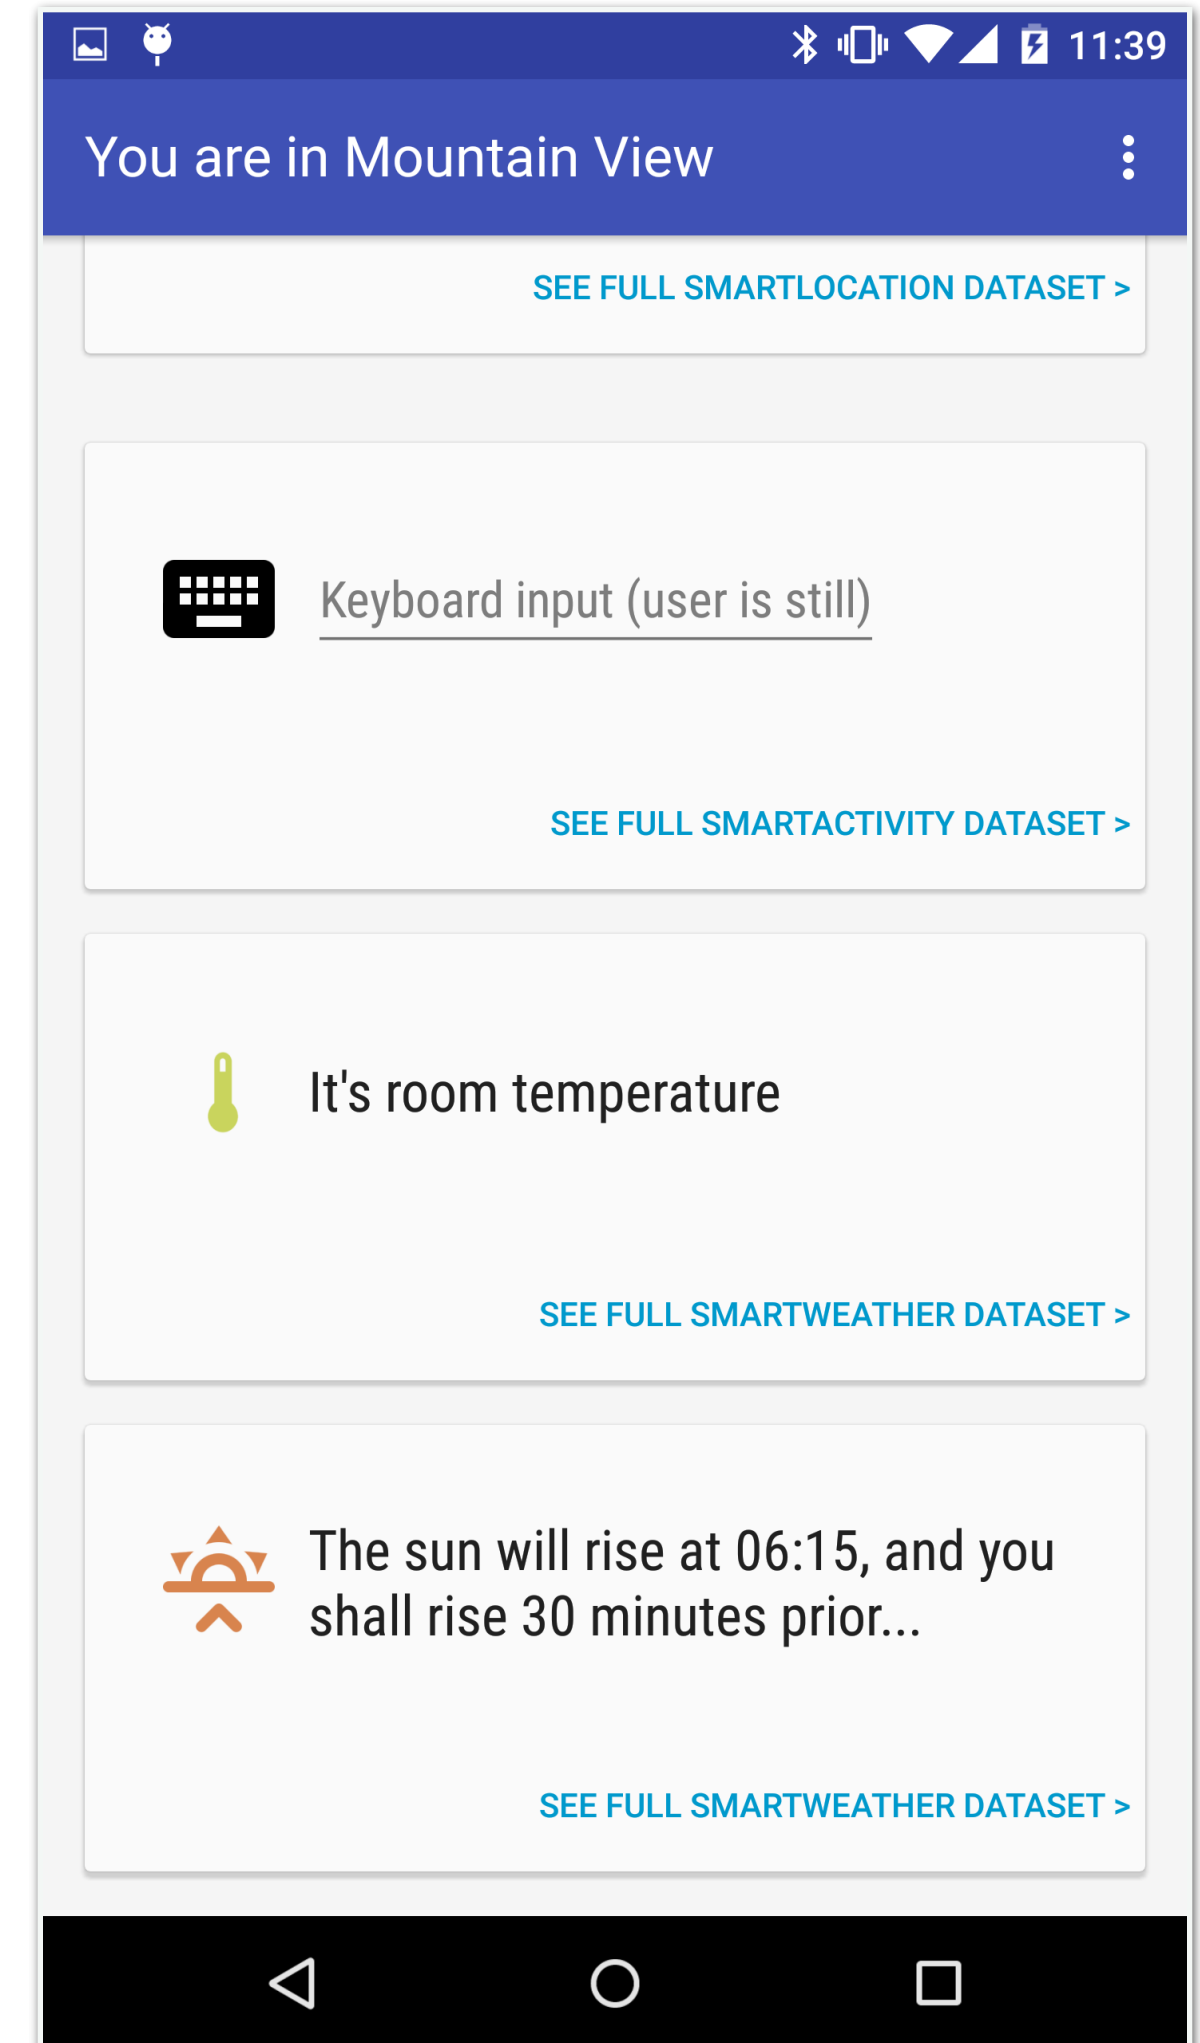 11:39
You are in Mountain View
SEE FULL SMARTLOCATION DATASET >
Keyboard input (user is still)
SEE FULL SMARTACTIVITY DATASET >
It's room temperature
SEE FULL SMARTWEATHER DATASET >
The sun will rise at 06:15, and you
shall rise 30 minutes prior...
SEE FULL SMARTWEATHER DATASET >